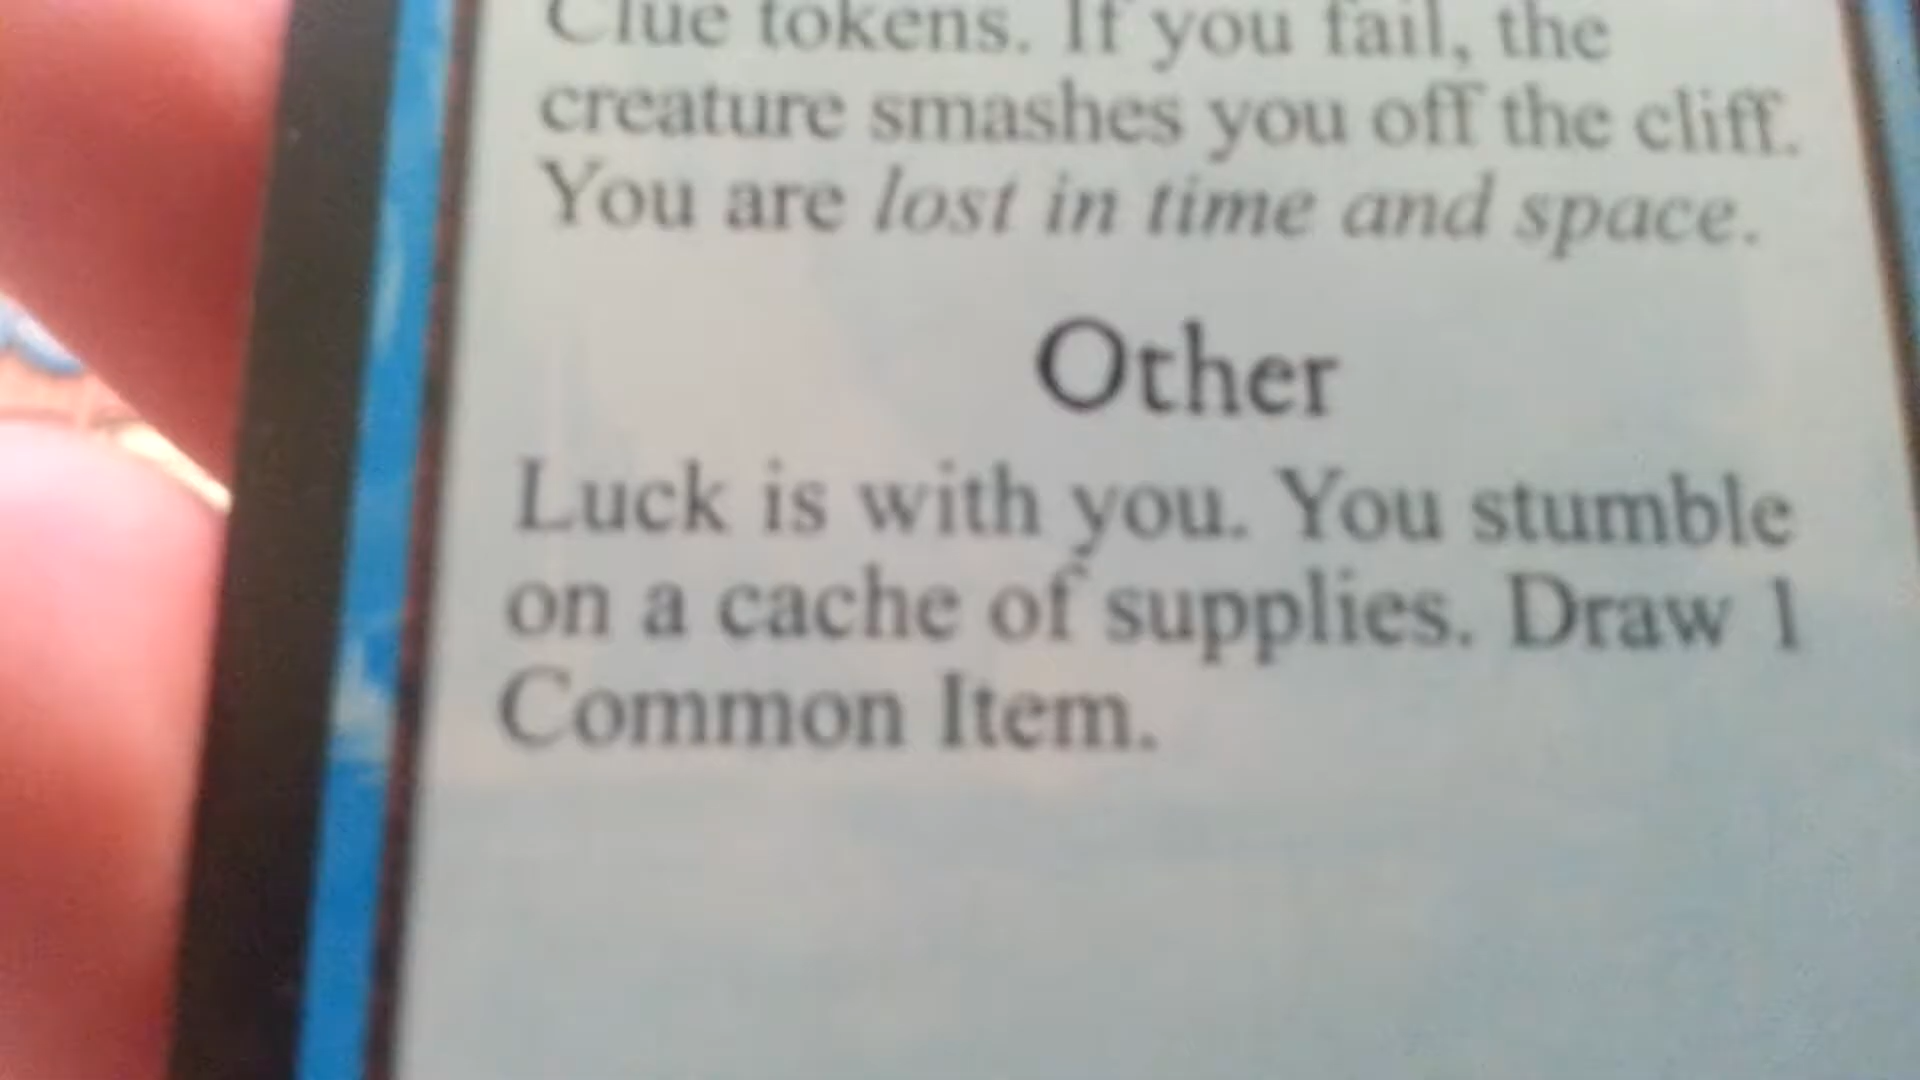 Clue tokens. If you fail, the
creature smashes you off the cliff.
You are lost in time and space.
Other
Luck is with you. You stumble
on a cache of supplies. Draw 1
Common Item.